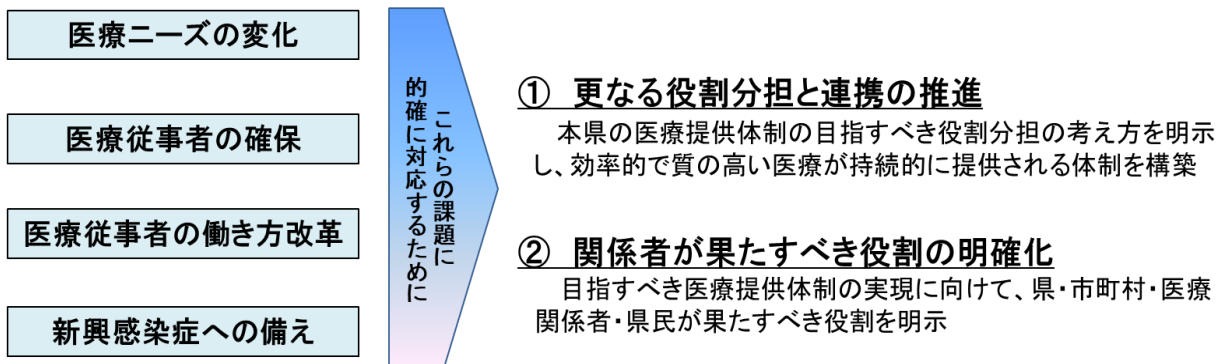 医療ニーズの変化
医療従事者の確保
医療従事者の働き方改革
新興感染症への備え
これらの課題に
的確に対応するために
① 更なる役割分担と連携の推進
本県の医療提供体制の目指すべき役割分担の考え方を明示
し、効率的で質の高い医療が持続的に提供される体制を構築
② 関係者が果たすべき役割の明確化
目指すべき医療提供体制の実現に向けて、県・市町村・医療
関係者・県民が果たすべき役割を明示